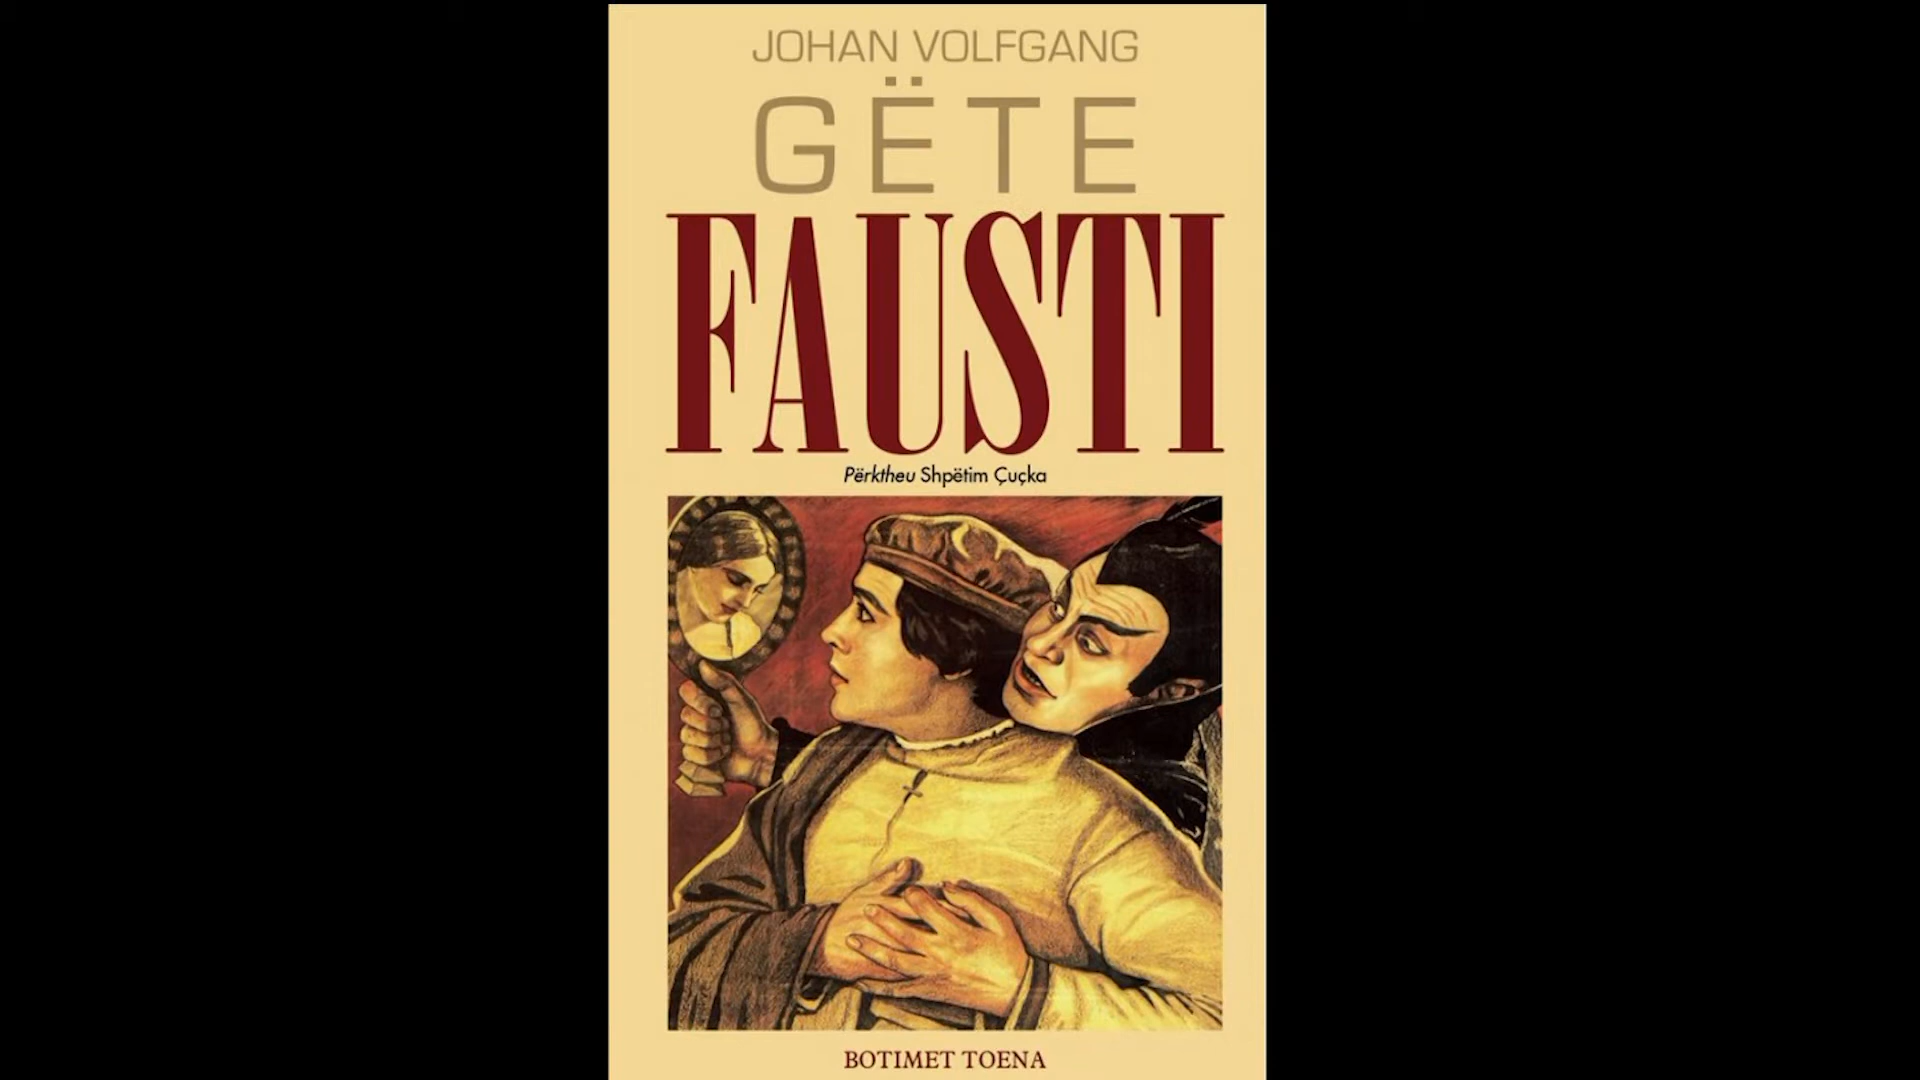 JOHAN VOLFGANG
GËTE
FAUSTI
Përktheu Shpëtim Çuçka
BOTIMET TOENA